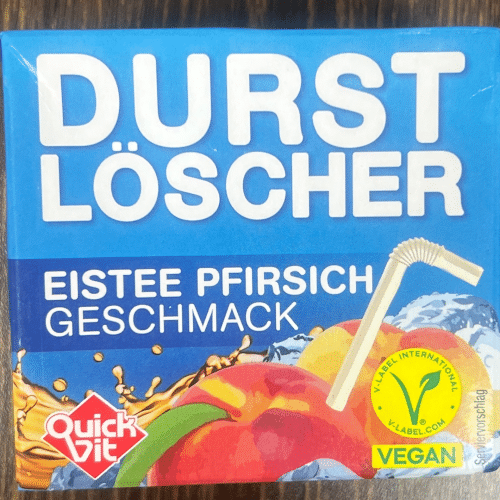 DURST
LÖSCHER
EISTEE PFIRSICH
GESCHMACK
Quick
Vit
V-LABEL INTERNATIONAL
V-LABEL.COM
VEGAN
Serviervorschlag